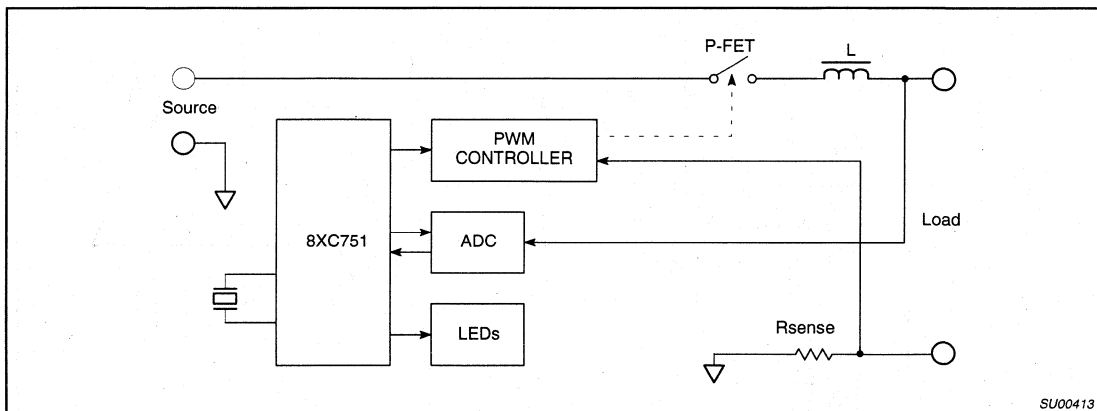 P-FET
L
Source
PWM
CONTROLLER
8XC751
ADC
Load
LEDs
Rsense
SU00413